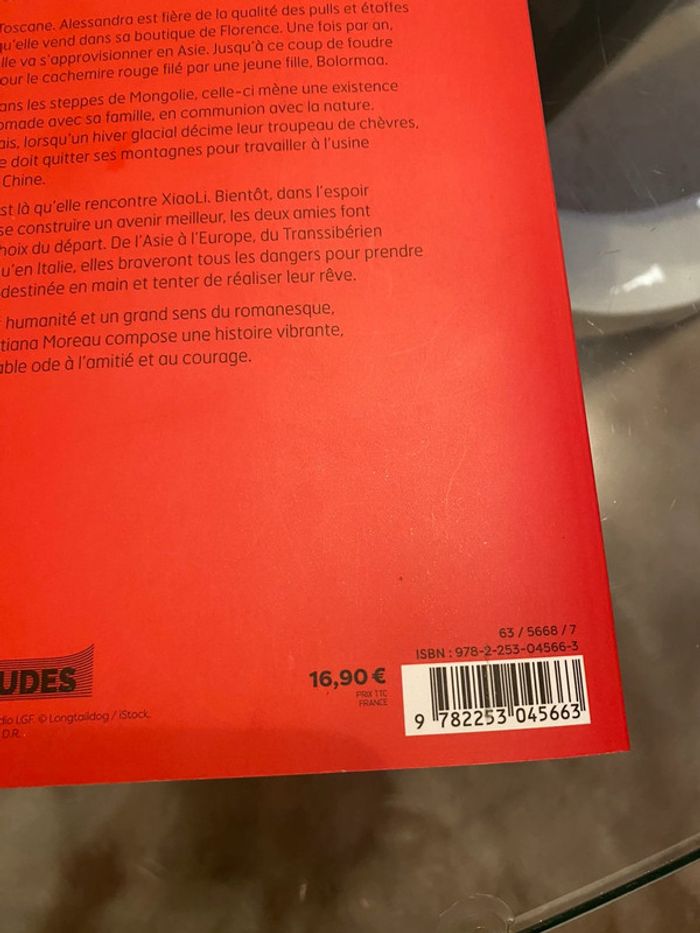 Toscane. Alessandra est fière de la qualité des pulls et étoffes
qu'elle vend dans sa boutique de Florence. Une fois par an,
lle va s'approvisionner en Asie. Jusqu'à ce coup de foudre
our le cachemire rouge filé par une jeune fille, Bolormaa.
ans les steppes de Mongolie, celle-ci mène une existence
omade avec sa famille, en communion avec la nature.
ais, lorsqu'un hiver glacial décime leur troupeau de chèvres,
e doit quitter ses montagnes pour travailler à l'usine
Chine.
st là qu'elle rencontre XiaoLi. Bientôt, dans l'espoir
se construire un avenir meilleur, les deux amies font
hoix du départ. De l'Asie à l'Europe, du Transsibérien
u'en Italie, elles braveront tous les dangers pour prendre
destinée en main et tenter de réaliser leur rêve.
humanité et un grand sens du romanesque,
tiana Moreau compose une histoire vibrante,
able ode à l'amitié et au courage.
63 / 5668 / 7
ISBN : 978-2-253-04566-3
UDES
16,90 €
PRIX TTC
FRANCE
9 782253 045663
dio LGF. © Longtaildog / iStock.
D.R.